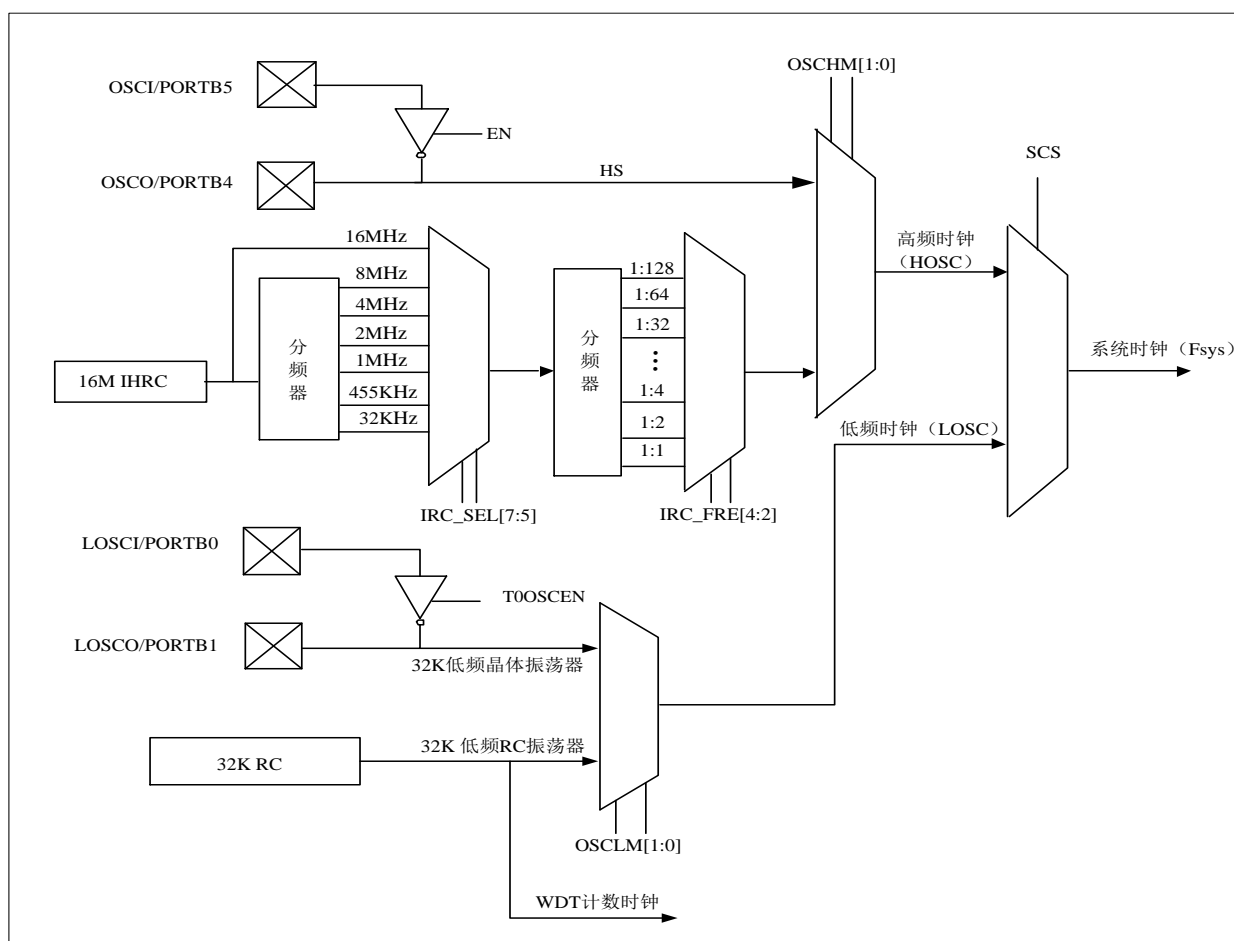 OSCHM[1:0]
OSCI/PORTB5
EN
SCS
OSCO/PORTB4
HS
16MHz
高频时钟
（HOSC）
8MHz
4MHz
2MHz
1MHz
455KHz
32KHz
分
频
器
16M IHRC
1:128
1:64
1:32
⋮
1:4
1:2
1:1
分
频
器
系统时钟（Fsys）
低频时钟（LOSC）
IRC_SEL[7:5]
IRC_FRE[4:2]
LOSCI/PORTB0
T0OSCEN
LOSCO/PORTB1
32K低频晶体振荡器
32K 低频RC振荡器
32K RC
OSCLM[1:0]
WDT计数时钟